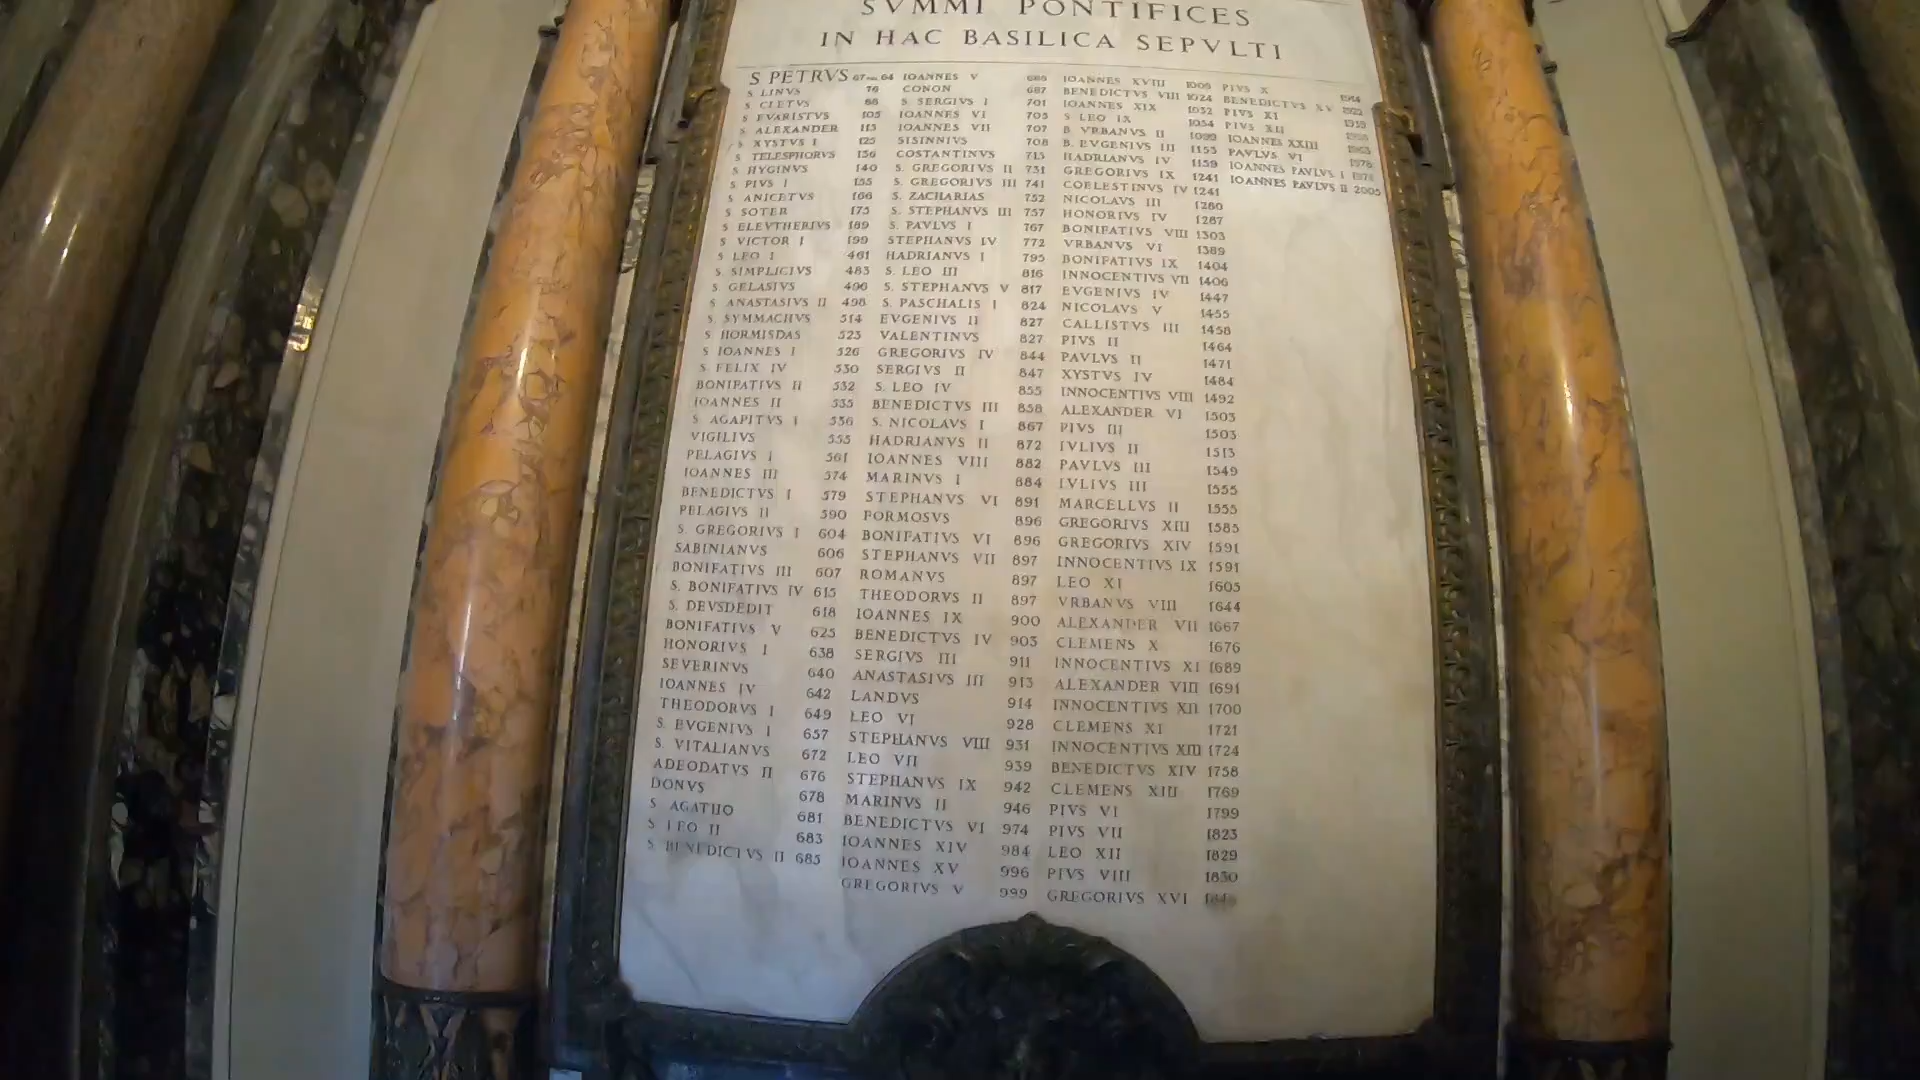 SVMMI PONTIFICES
IN HAC BASILICA SEPVLTI
S PETRVS 67 64
S LINVS 76
S CLETVS 88
S EVARISTVS 105
S ALEXANDER 115
S XYSTVS I 125
S TELESPHORVS 136
S HYGINVS 140
S PIVS I 155
S ANICETVS 166
S SOTER 175
S ELEVTHERIVS 189
S VICTOR I 199
S LEO I 461
S. SIMPLICIVS 483
S GELASIVS 496
S ANASTASIVS II 498
S. SYMMACHVS 514
S HORMISDAS 523
S IOANNES I 526
S. FELIX IV 530
BONIFATIVS II 532
IOANNES II 535
S. AGAPITVS I 536
VIGILIVS 555
PELAGIVS I 561
IOANNES III 574
BENEDICTVS I 579
PELAGIVS II 590
S. GREGORIVS I 604
SABINIANVS 606
BONIFATIVS III 607
S. BONIFATIVS IV 615
S. DEVSDEDIT 618
BONIFATIVS V 625
HONORIVS I 638
SEVERINVS 640
IOANNES IV 642
THEODORVS I 649
S. EVGENIVS I 657
S. VITALIANVS 672
ADEODATVS II 676
DONVS 678
S AGATHO 681
S LEO II 683
S BENEDICTVS II 685
IOANNES V 686
CONON 687
S. SERGIVS I 701
IOANNES VI 705
IOANNES VII 707
SISINNIVS 708
COSTANTINVS 715
S. GREGORIVS II 731
S. GREGORIVS III 741
S. ZACHARIAS 752
S. STEPHANVS III 757
S. PAVLVS I 767
STEPHANVS IV 772
HADRIANVS I 795
S. LEO III 816
S. STEPHANVS V 817
S. PASCHALIS I 824
EVGENIVS II 827
VALENTINVS 827
GREGORIVS IV 844
SERGIVS II 847
S. LEO IV 855
BENEDICTVS III 858
S. NICOLAVS I 867
HADRIANVS II 872
IOANNES VIII 882
MARINVS I 884
STEPHANVS VI 891
FORMOSVS 896
BONIFATIVS VI 896
STEPHANVS VII 897
ROMANVS 897
THEODORVS II 897
IOANNES IX 900
BENEDICTVS IV 903
SERGIVS III 911
ANASTASIVS III 913
LANDVS 914
LEO VI 928
STEPHANVS VIII 931
LEO VII 939
STEPHANVS IX 942
MARINVS II 946
BENEDICTVS VI 974
IOANNES XIV 984
IOANNES XV 996
GREGORIVS V 999
IOANNES XVIII 1009
BENEDICTVS VIII 1024
IOANNES XIX 1032
S LEO IX 1054
B VRBANVS II 1099
B. EVGENIVS III 1153
HADRIANVS IV 1159
GREGORIVS IX 1241
COELESTINVS IV 1241
NICOLAVS III 1280
HONORIVS IV 1287
BONIFATIVS VIII 1303
VRBANVS VI 1389
BONIFATIVS IX 1404
INNOCENTIVS VII 1406
EVGENIVS IV 1447
NICOLAVS V 1455
CALLISTVS III 1458
PIVS II 1464
PAVLVS II 1471
XYSTVS IV 1484
INNOCENTIVS VIII 1492
ALEXANDER VI 1503
PIVS III 1503
IVLIVS II 1513
PAVLVS III 1549
IVLIVS III 1555
MARCELLVS II 1555
GREGORIVS XIII 1585
GREGORIVS XIV 1591
INNOCENTIVS IX 1591
LEO XI 1605
VRBANVS VIII 1644
ALEXANDER VII 1667
CLEMENS X 1676
INNOCENTIVS XI 1689
ALEXANDER VIII 1691
INNOCENTIVS XII 1700
CLEMENS XI 1721
INNOCENTIVS XIII 1724
BENEDICTVS XIV 1758
CLEMENS XIII 1769
PIVS VI 1799
PIVS VII 1823
LEO XII 1829
PIVS VIII 1830
GREGORIVS XVI
PIVS X 1914
BENEDICTVS XV 1922
PIVS XI 1939
PIVS XII 1958
IOANNES XXIII 1963
PAVLVS VI 1978
IOANNES PAVLVS I 1978
IOANNES PAVLVS II 2005